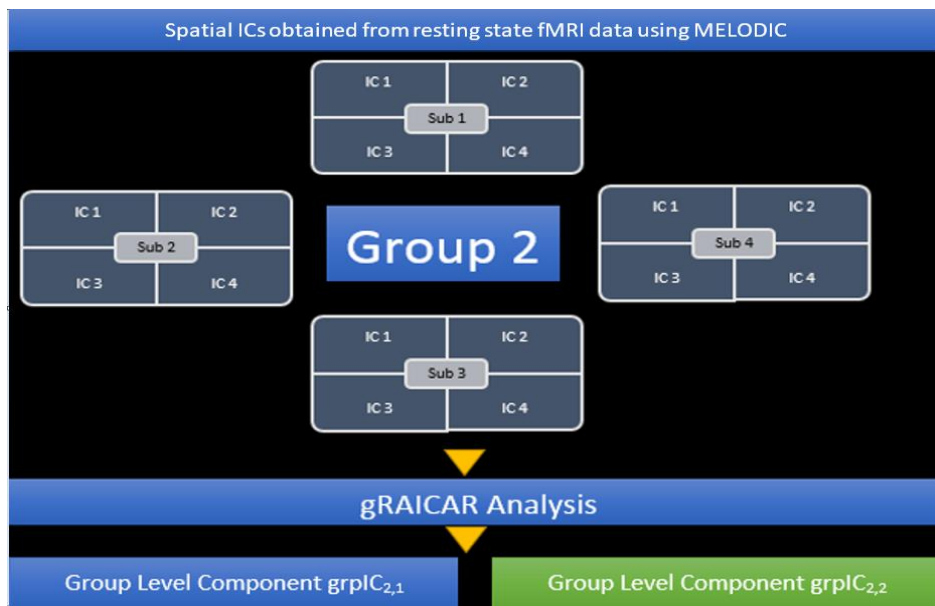 Spatial ICs obtained from resting state fMRI data using MELODIC
IC 1 IC 2
Sub 1
IC 3 IC 4
IC 1 IC 2
Sub 2
IC 3 IC 4
Group 2
IC 1 IC 2
Sub 4
IC 3 IC 4
IC 1 IC 2
Sub 3
IC 3 IC 4
gRAICAR Analysis
Group Level Component grpIC2,1
Group Level Component grpIC2,2